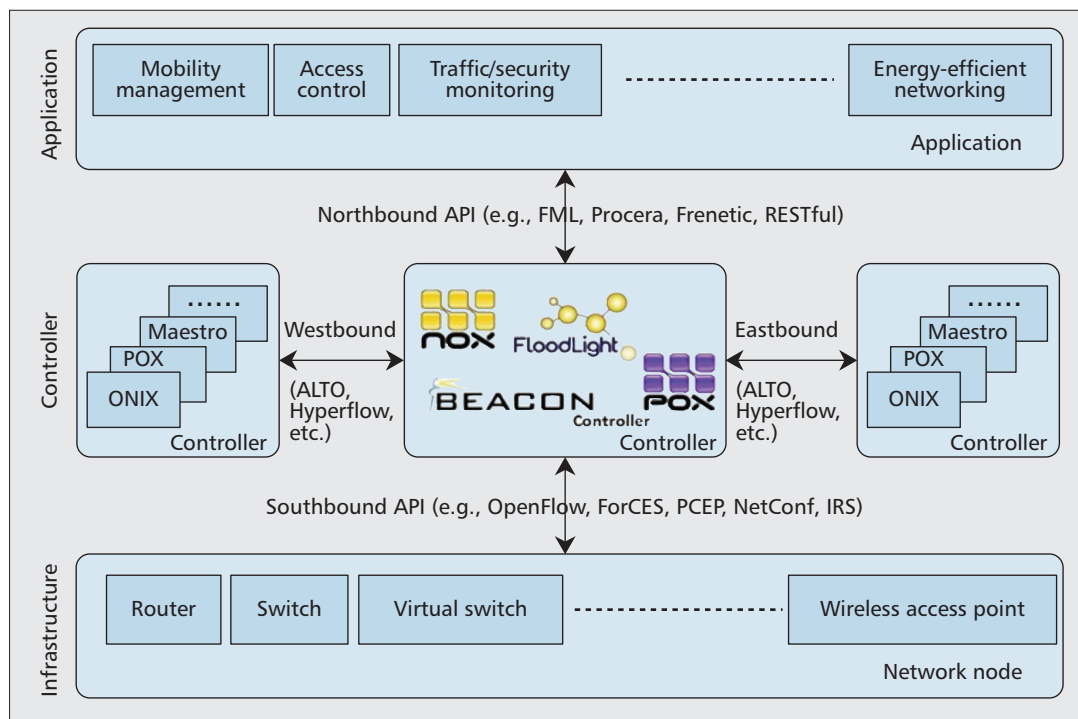 Application
Mobility
management
Access
control
Traffic/security
monitoring
Energy-efficient
networking
Application
Northbound API (e.g., FML, Procera, Frenetic, RESTful)
Controller
......
Maestro
POX
ONIX
Controller
Westbound
(ALTO,
Hyperflow,
etc.)
nox
FloodLight
BEACON
Controller
POX
Controller
Eastbound
(ALTO,
Hyperflow,
etc.)
......
Maestro
POX
ONIX
Controller
Southbound API (e.g., OpenFlow, ForCES, PCEP, NetConf, IRS)
Infrastructure
Router
Switch
Virtual switch
Wireless access point
Network node